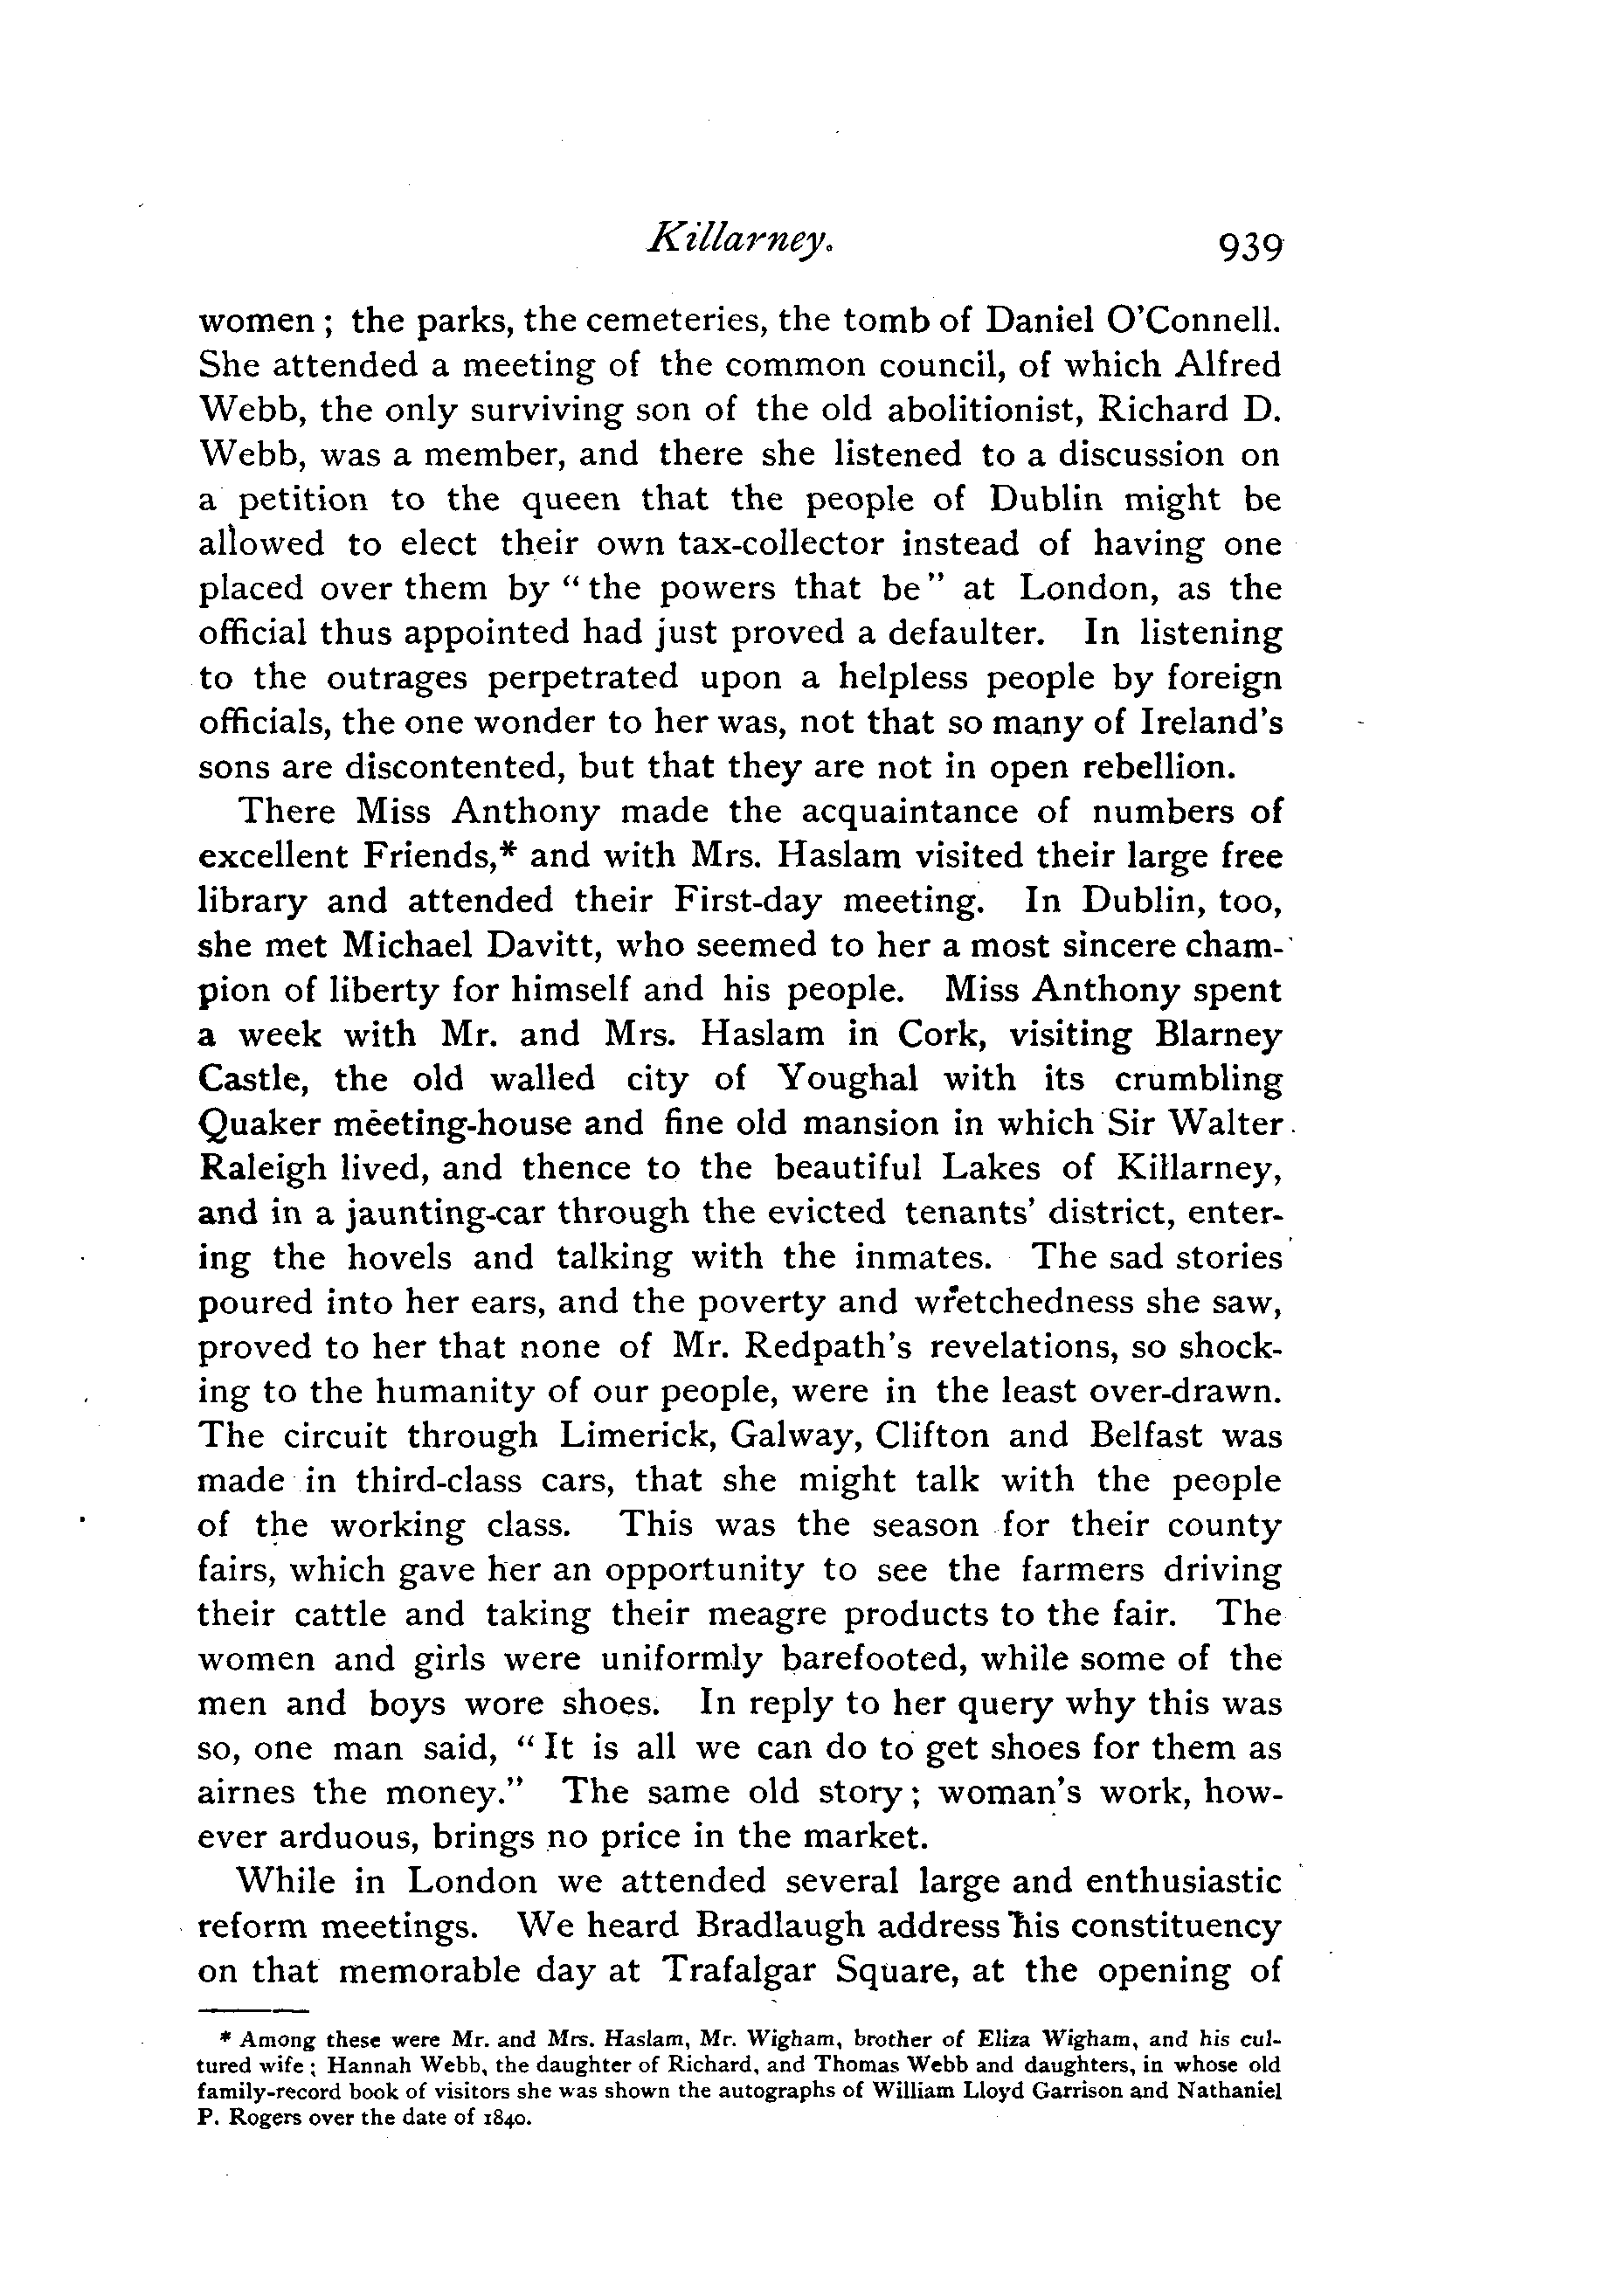 Killarney. 939
women ; the parks, the cemeteries, the tomb of Daniel O'Connell.
She attended a meeting of the common council, of which Alfred
Webb, the only surviving son of the old abolitionist, Richard D.
Webb, was a member, and there she listened to a discussion on
a petition to the queen that the people of Dublin might be
allowed to elect their own tax-collector instead of having one
placed over them by “ the powers that be ” at London, as the
official thus appointed had just proved a defaulter. In listening
to the outrages perpetrated upon a helpless people by foreign
officials, the one wonder to her was, not that so many of Ireland's
sons are discontented, but that they are not in open rebellion.
There Miss Anthony made the acquaintance of numbers of
excellent Friends,* and with Mrs. Haslam visited their large free
library and attended their First-day meeting. In Dublin, too,
she met Michael Davitt, who seemed to her a most sincere cham-
pion of liberty for himself and his people. Miss Anthony spent
a week with Mr. and Mrs. Haslam in Cork, visiting Blarney
Castle, the old walled city of Youghal with its crumbling
Quaker meeting-house and fine old mansion in which Sir Walter
Raleigh lived, and thence to the beautiful Lakes of Killarney,
and in a jaunting-car through the evicted tenants' district, enter-
ing the hovels and talking with the inmates. The sad stories
poured into her ears, and the poverty and wretchedness she saw,
proved to her that none of Mr. Redpath's revelations, so shock-
ing to the humanity of our people, were in the least over-drawn.
The circuit through Limerick, Galway, Clifton and Belfast was
made in third-class cars, that she might talk with the people
of the working class. This was the season for their county
fairs, which gave her an opportunity to see the farmers driving
their cattle and taking their meagre products to the fair. The
women and girls were uniformly barefooted, while some of the
men and boys wore shoes. In reply to her query why this was
so, one man said, “ It is all we can do to get shoes for them as
airnes the money.” The same old story ; woman's work, how-
ever arduous, brings no price in the market.
While in London we attended several large and enthusiastic
reform meetings. We heard Bradlaugh address his constituency
on that memorable day at Trafalgar Square, at the opening of
* Among these were Mr. and Mrs. Haslam, Mr. Wigham, brother of Eliza Wigham, and his cul-
tured wife ; Hannah Webb, the daughter of Richard, and Thomas Webb and daughters, in whose old
family-record book of visitors she was shown the autographs of William Lloyd Garrison and Nathaniel
P. Rogers over the date of 1840.